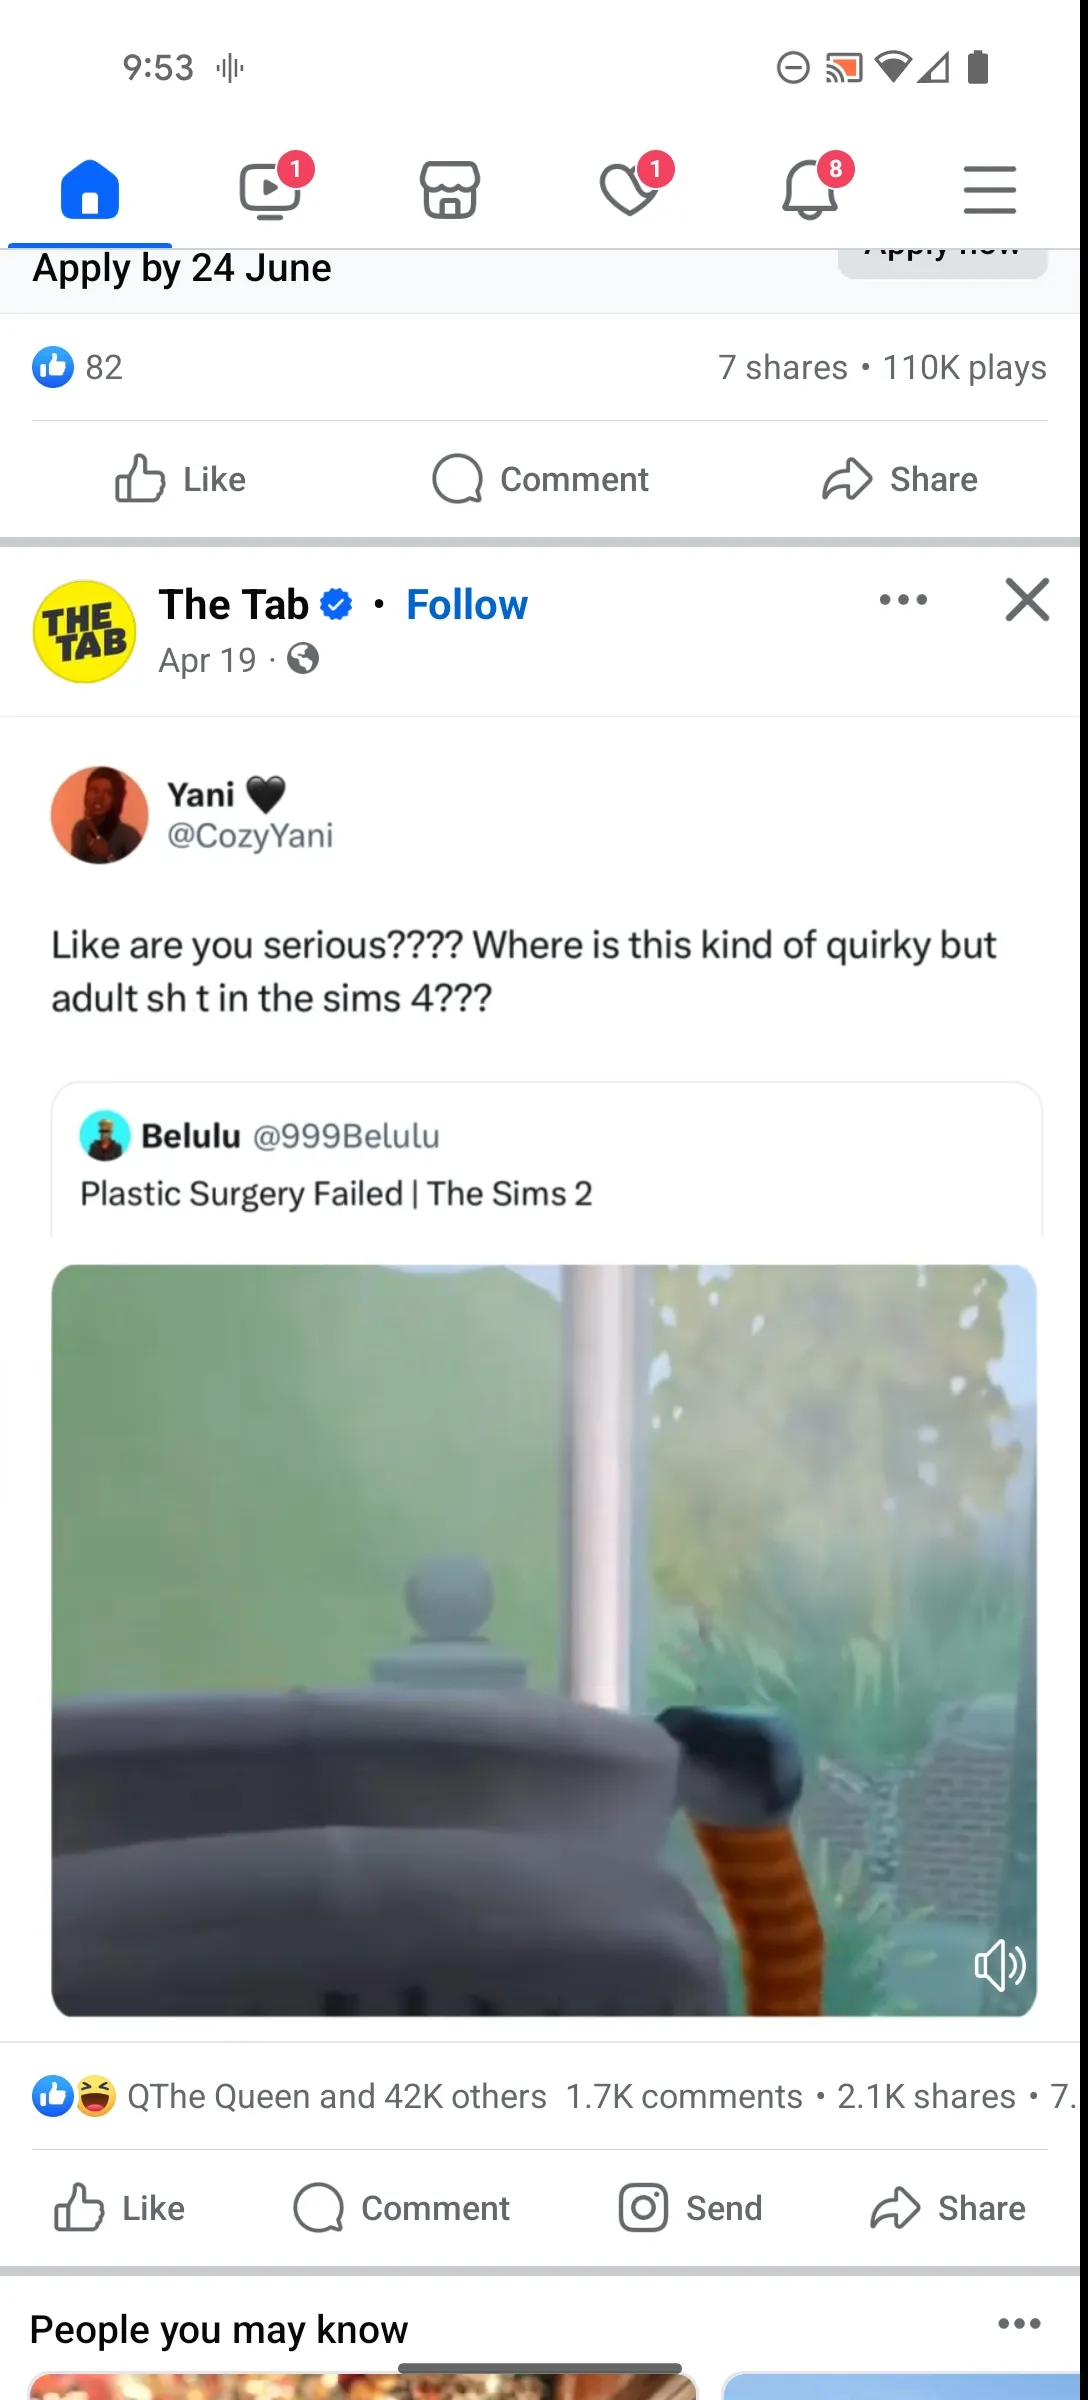 9:53
1
1
8
Apply by 24 June
Apply now
82
7 shares • 110K plays
Like
Comment
Share
THE
TAB
The Tab • Follow
Apr 19 ·
Yani 🖤
@CozyYani
Like are you serious???? Where is this kind of quirky but
adult sh t in the sims 4???
Belulu @999Belulu
Plastic Surgery Failed | The Sims 2
QThe Queen and 42K others 1.7K comments • 2.1K shares • 7.
Like
Comment
Send
Share
People you may know